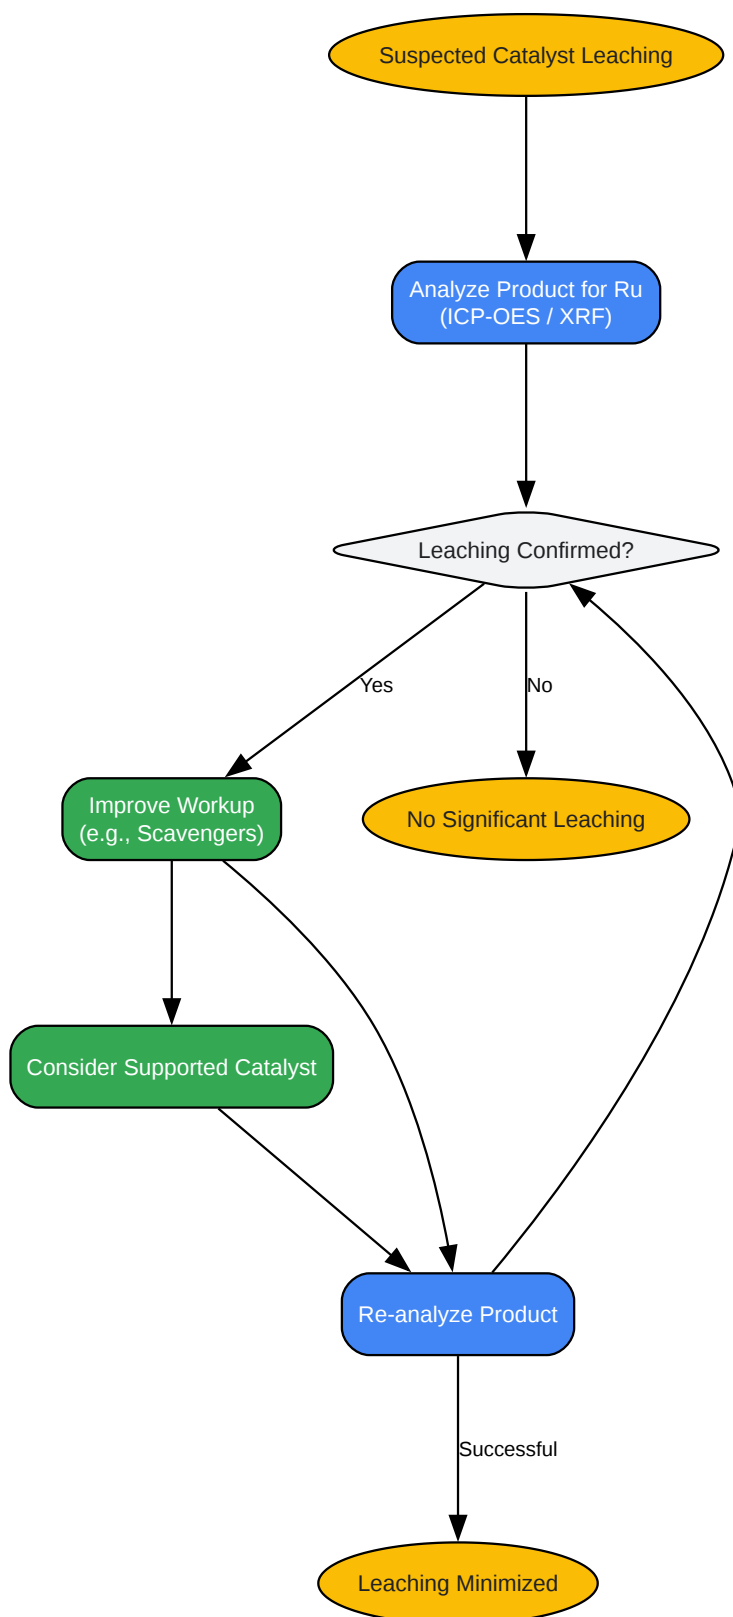 Suspected Catalyst Leaching
Analyze Product for Ru
(ICP-OES / XRF)
Leaching Confirmed?
Yes
No
Improve Workup
(e.g., Scavengers)
No Significant Leaching
Consider Supported Catalyst
Re-analyze Product
Successful
Leaching Minimized